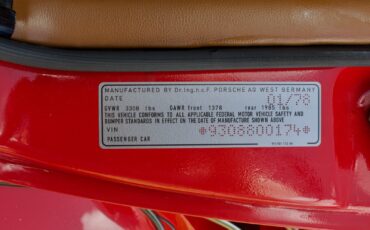 MANUFACTURED BY Dr.Ing.h.c.F. PORSCHE AG WEST GERMANY
DATE 01/78
GVWR 3308 lbs GAWR front 1378 rear 1985 lbs
THIS VEHICLE CONFORMS TO ALL APPLICABLE FEDERAL MOTOR VEHICLE SAFETY AND
BUMPER STANDARDS IN EFFECT ON THE DATE OF MANUFACTURE SHOWN ABOVE
VIN *9308800174*
PASSENGER CAR